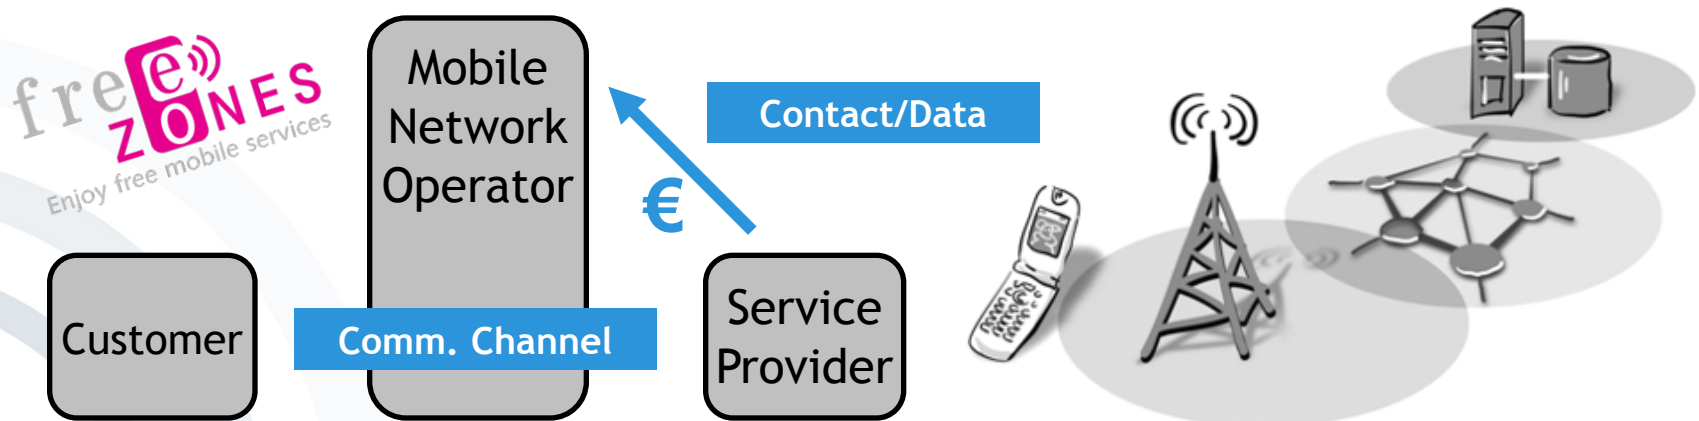 free
e
ZONES
Enjoy free mobile services
Mobile
Network
Operator
Contact/Data
€
Customer
Comm. Channel
Service
Provider